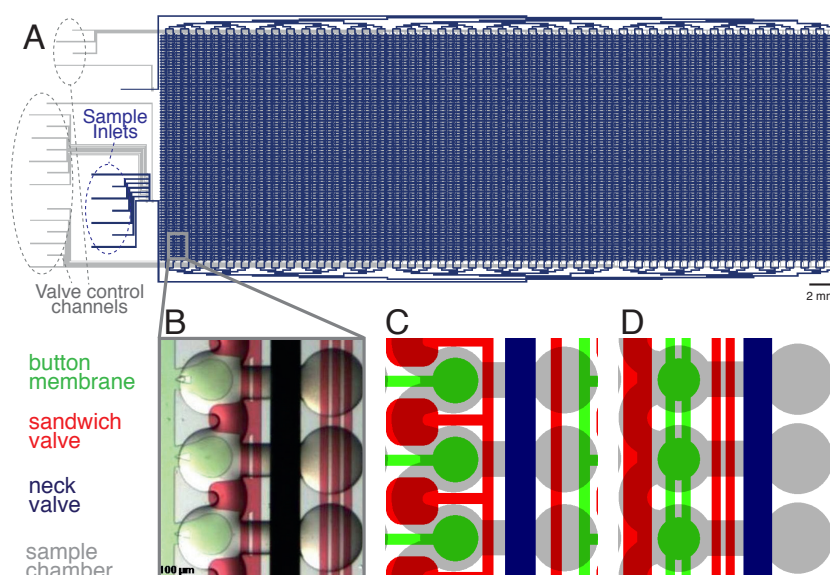 A
Sample
Inlets
Valve control
channels
2 mm
B
C
D
button
membrane
sandwich
valve
neck
valve
sample
chamber
100 µm